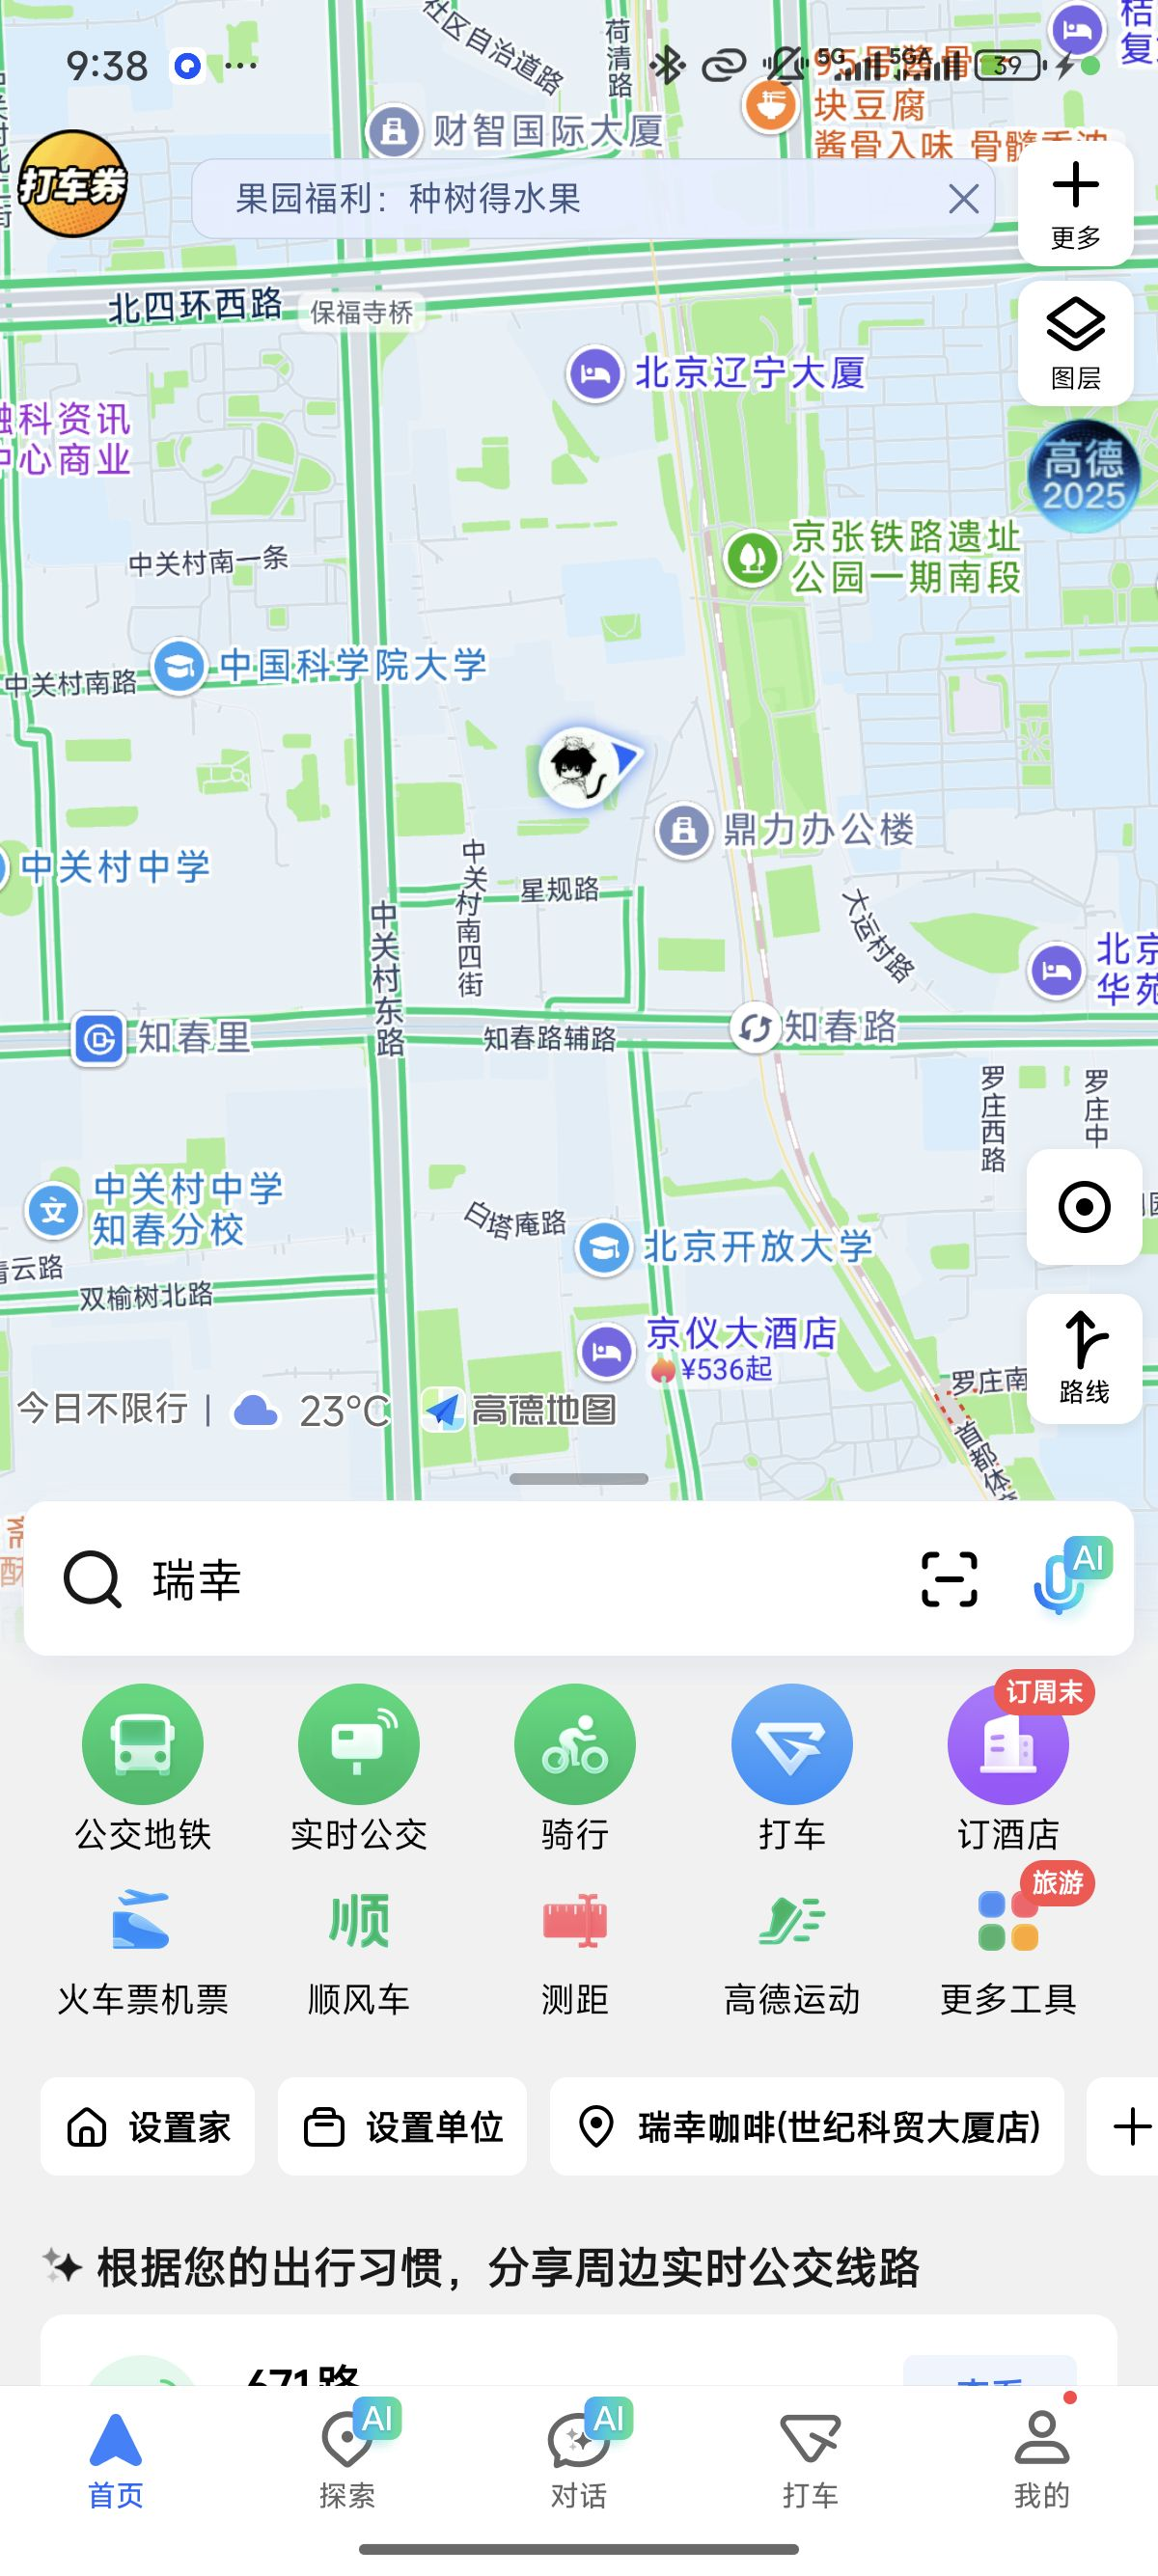 社区自治道路
荷清路
9:38
5G
5GA
39
95号酱骨
块豆腐
酱骨入味 骨髓香浓
财智国际大厦
打车券
果园福利：种树得水果
更多
北四环西路
保福寺桥
图层
北京辽宁大厦
融科资讯
中心商业
高德
2025
京张铁路遗址
公园一期南段
中关村南一条
中国科学院大学
中关村南路
鼎力办公楼
中关村中学
中关村南四街
星规路
大运村路
中关村东路
北京
华苑
知春里
知春路辅路
知春路
罗庄西路
罗庄中
中关村中学
知春分校
白塔庵路
北京开放大学
青云路
双榆树北路
京仪大酒店
¥536起
罗庄南
路线
首都体
今日不限行 | 23°C 高德地图
瑞幸
AI
订周末
公交地铁
实时公交
骑行
打车
订酒店
旅游
顺
火车票机票
顺风车
测距
高德运动
更多工具
设置家
设置单位
瑞幸咖啡(世纪科贸大厦店)
根据您的出行习惯，分享周边实时公交线路
671路
查看
AI
AI
首页
探索
对话
打车
我的